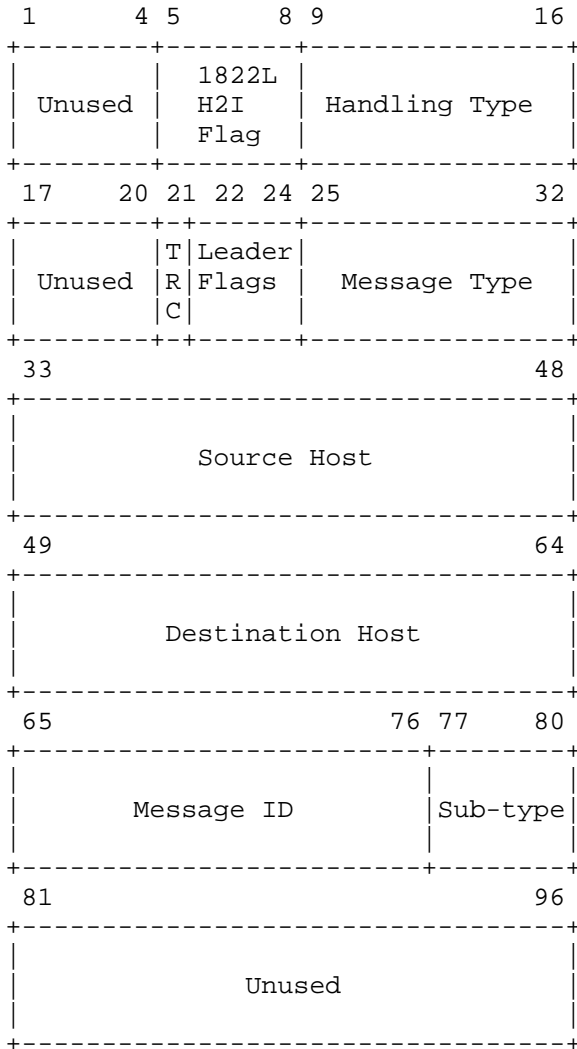 1 4 5 8 9 16
1822L
Unused H2I Handling Type
Flag
17 20 21 22 24 25 32
T Leader
Unused R Flags Message Type
C
33 48
Source Host
49 64
Destination Host
65 76 77 80
Message ID Sub-type
81 96
Unused